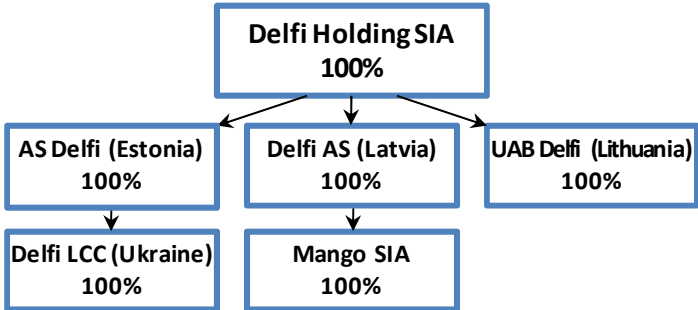 Delfi Holding SIA
100%
AS Delfi (Estonia)
100%
Delfi AS (Latvia)
100%
UAB Delfi (Lithuania)
100%
Delfi LCC (Ukraine)
100%
Mango SIA
100%